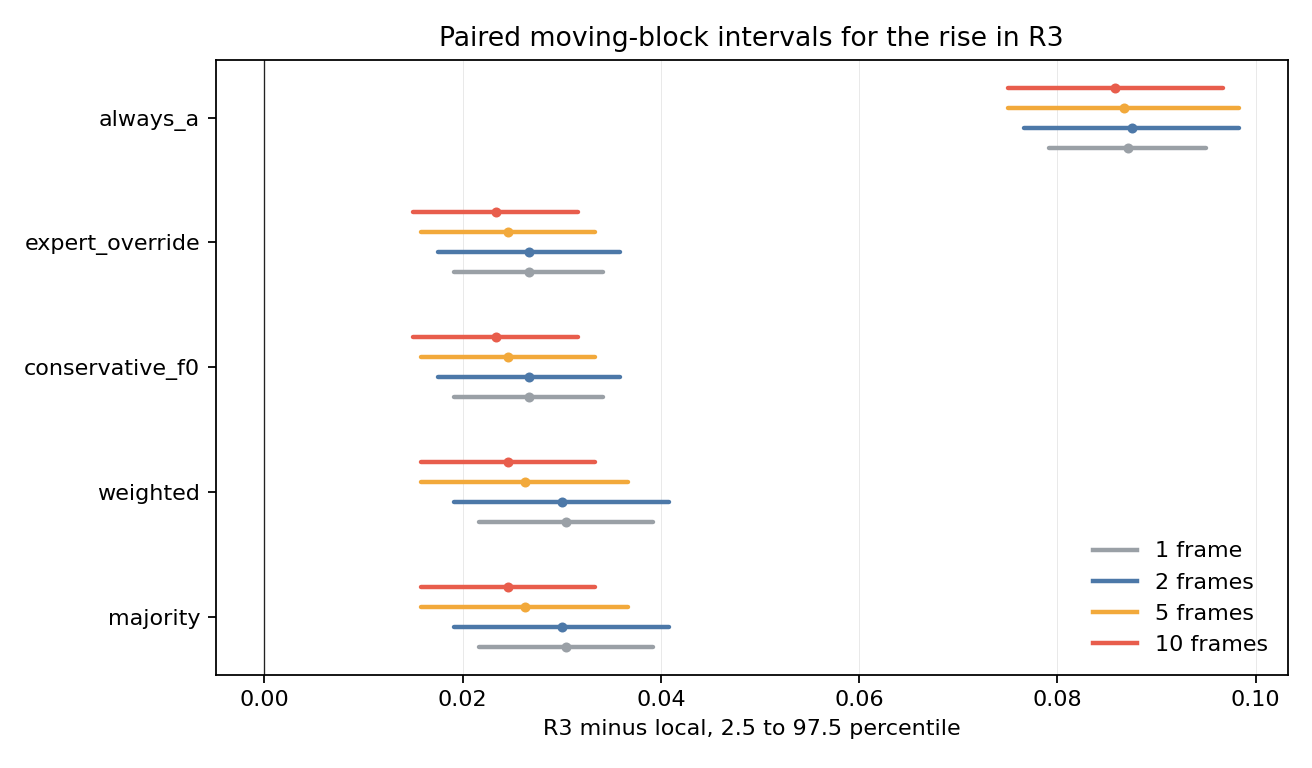 Paired moving-block intervals for the rise in R3
always_a
expert_override
conservative_f0
weighted
majority
1 frame
2 frames
5 frames
10 frames
0.00 0.02 0.04 0.06 0.08 0.10
R3 minus local, 2.5 to 97.5 percentile